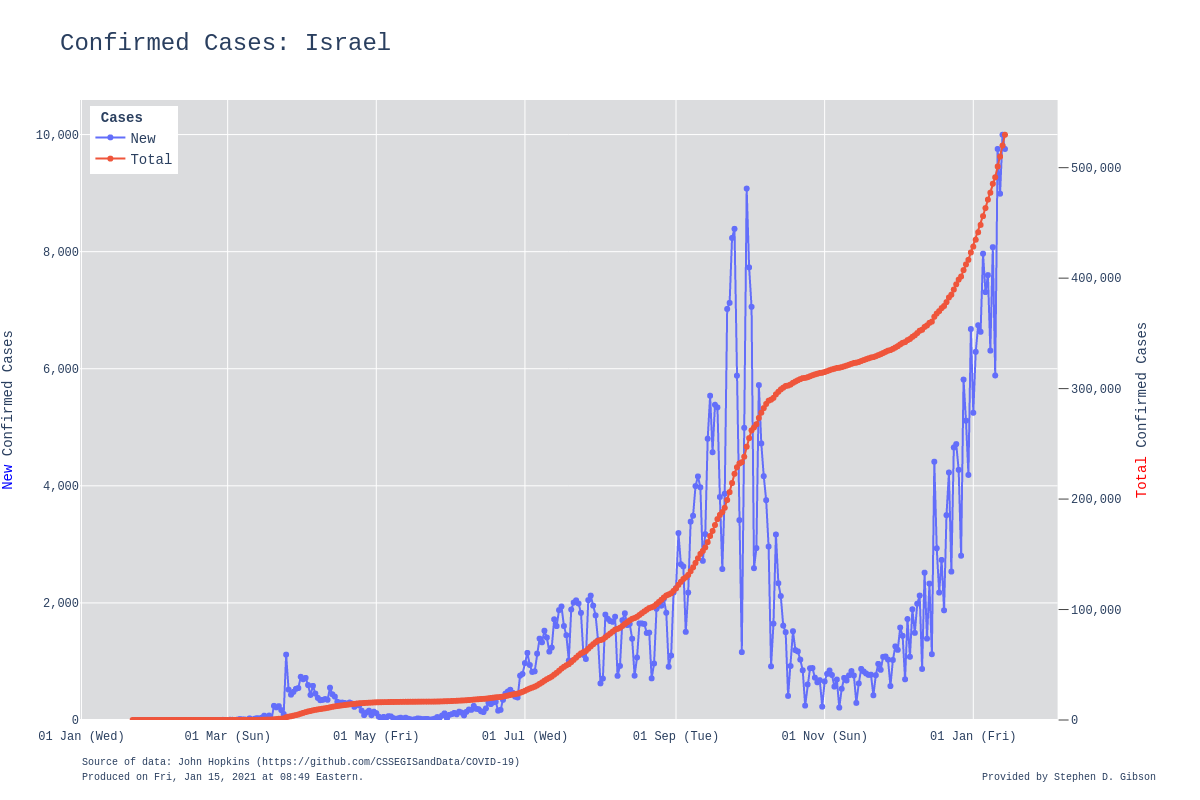 Confirmed Cases: Israel
Cases
New
Total
10,000
8,000
6,000
4,000
2,000
0
New Confirmed Cases
500,000
400,000
300,000
200,000
100,000
0
Total Confirmed Cases
01 Jan (Wed)
01 Mar (Sun)
01 May (Fri)
01 Jul (Wed)
01 Sep (Tue)
01 Nov (Sun)
01 Jan (Fri)
Source of data: John Hopkins (https://github.com/CSSEGISandData/COVID-19)
Produced on Fri, Jan 15, 2021 at 08:49 Eastern.
Provided by Stephen D. Gibson